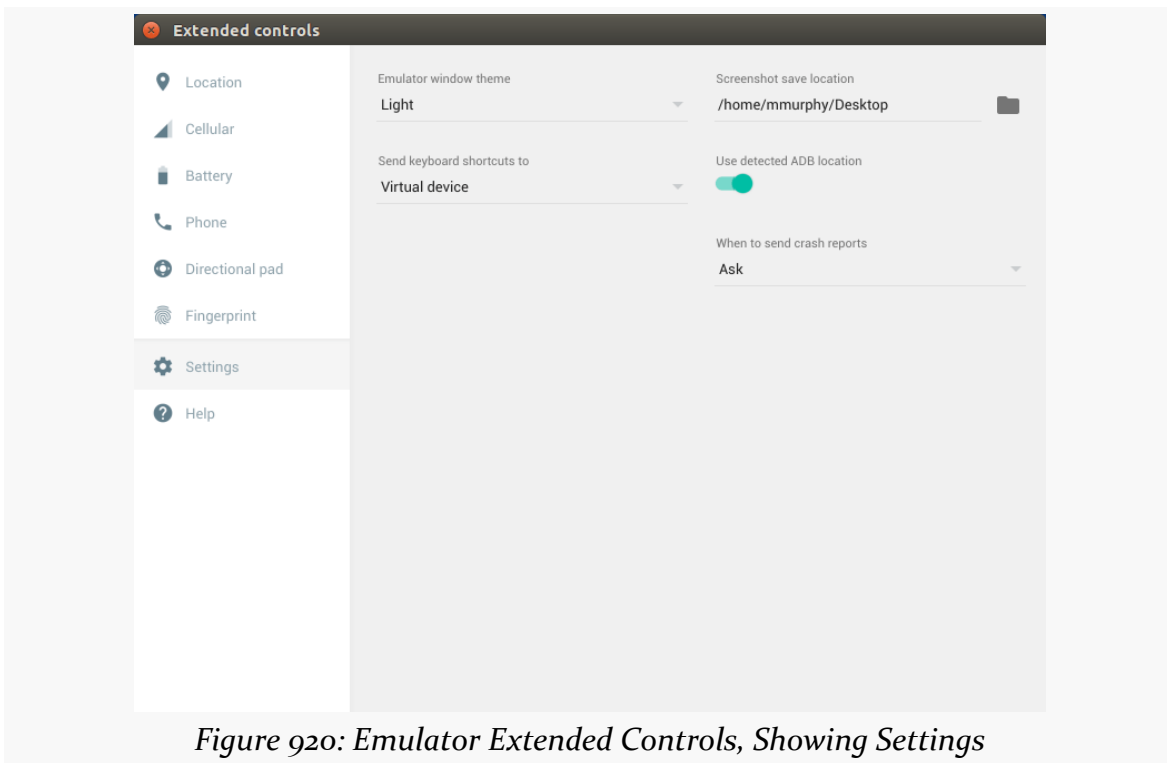 Extended controls
Location
Cellular
Battery
Phone
Directional pad
Fingerprint
Settings
Help
Emulator window theme
Light
Send keyboard shortcuts to
Virtual device
Screenshot save location
/home/mmurphy/Desktop
Use detected ADB location
When to send crash reports
Ask
Figure 920: Emulator Extended Controls, Showing Settings